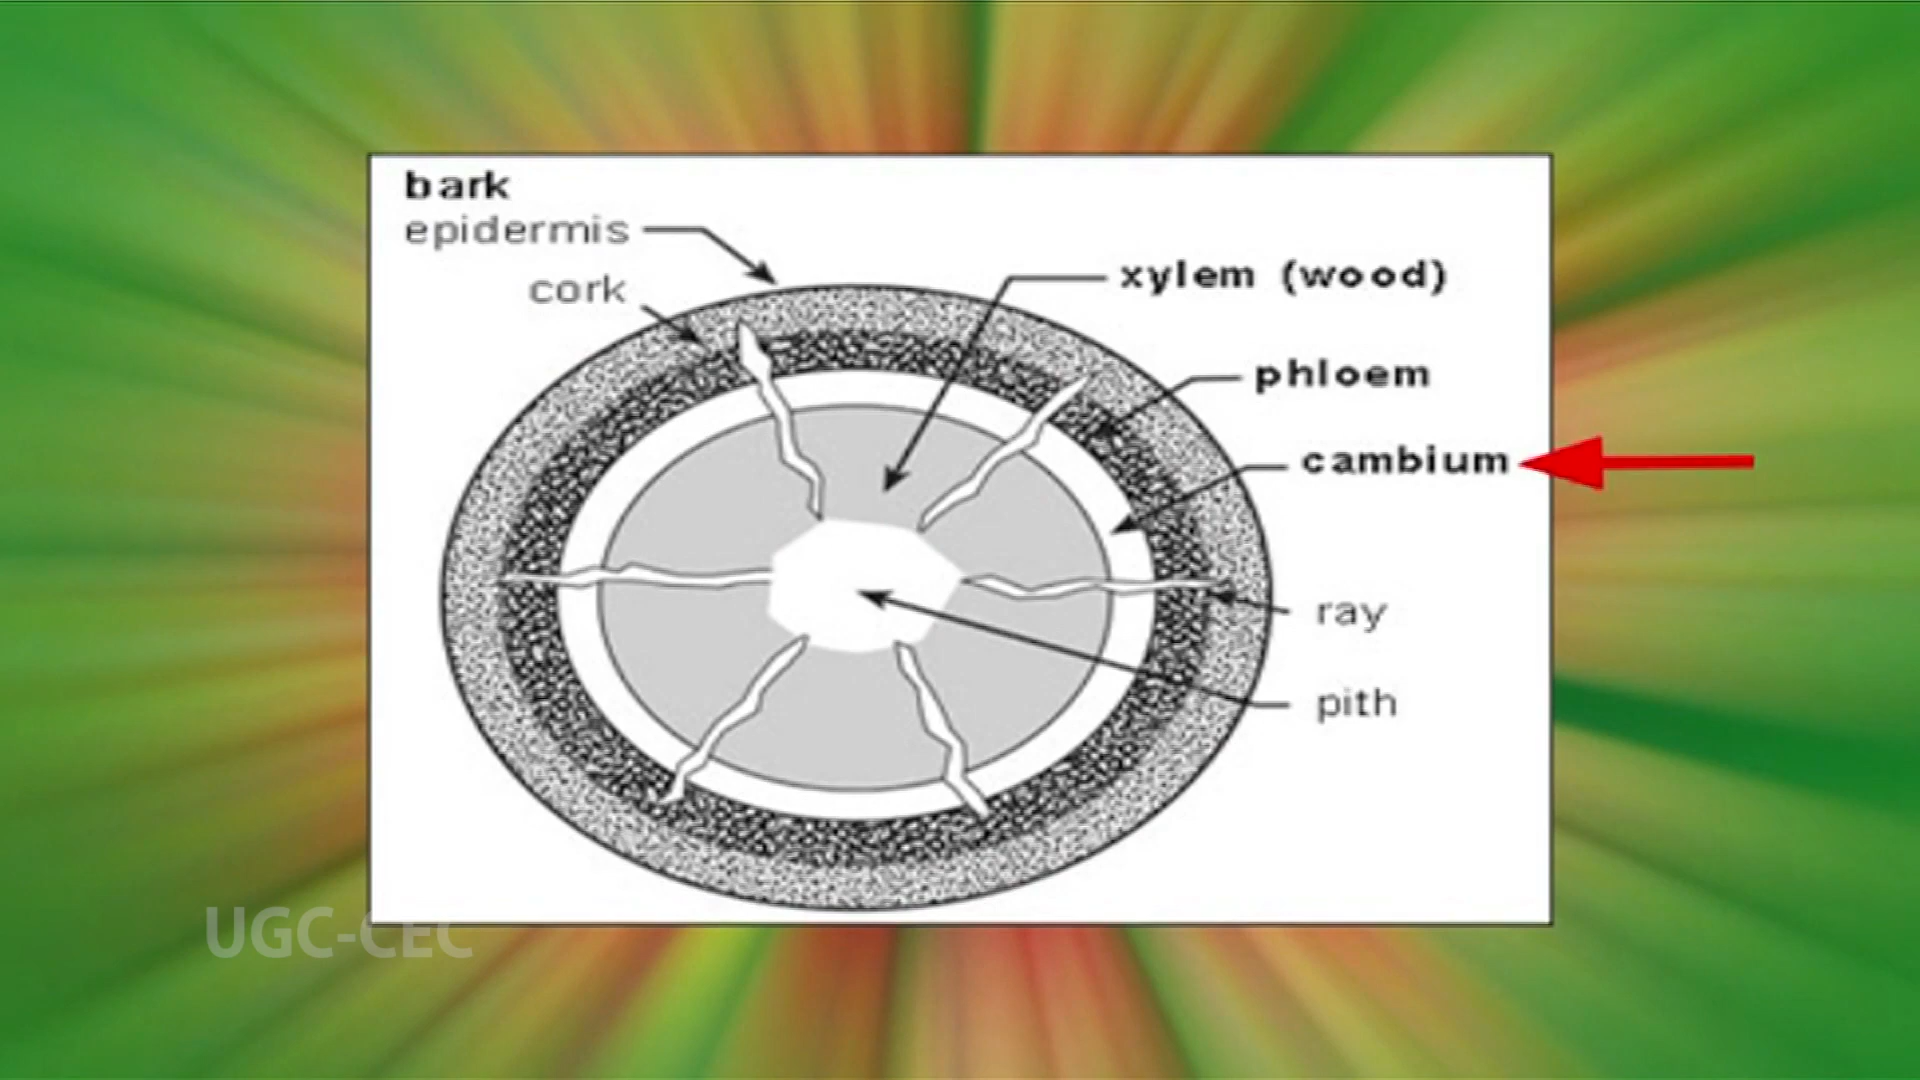 bark
epidermis
cork
xylem (wood)
phloem
cambium
ray
pith
UGC-CEC